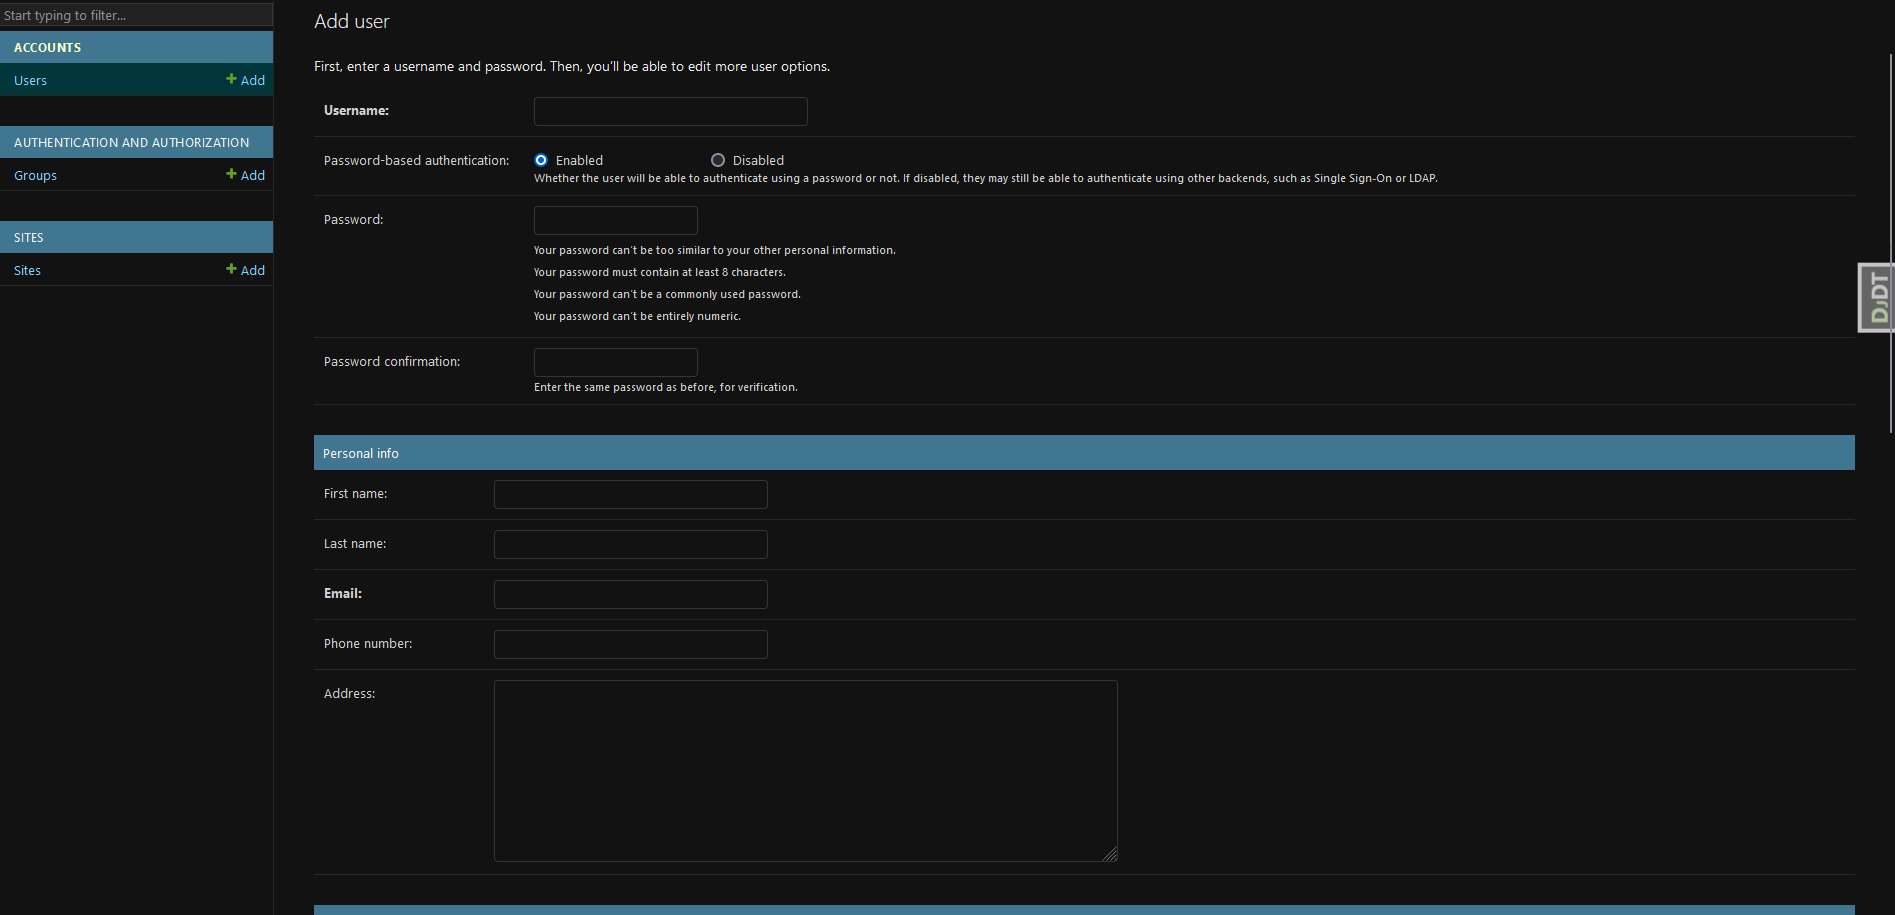 Start typing to filter...
ACCOUNTS
Users
Add
AUTHENTICATION AND AUTHORIZATION
Groups
Add
SITES
Sites
Add
Add user
First, enter a username and password. Then, you'll be able to edit more user options.
Username:
Password-based authentication:
Enabled
Disabled
Whether the user will be able to authenticate using a password or not. If disabled, they may still be able to authenticate using other backends, such as Single Sign-On or LDAP.
Password:
Your password can't be too similar to your other personal information.
Your password must contain at least 8 characters.
Your password can't be a commonly used password.
Your password can't be entirely numeric.
Password confirmation:
Enter the same password as before, for verification.
Personal info
First name:
Last name:
Email:
Phone number:
Address:
DJDT